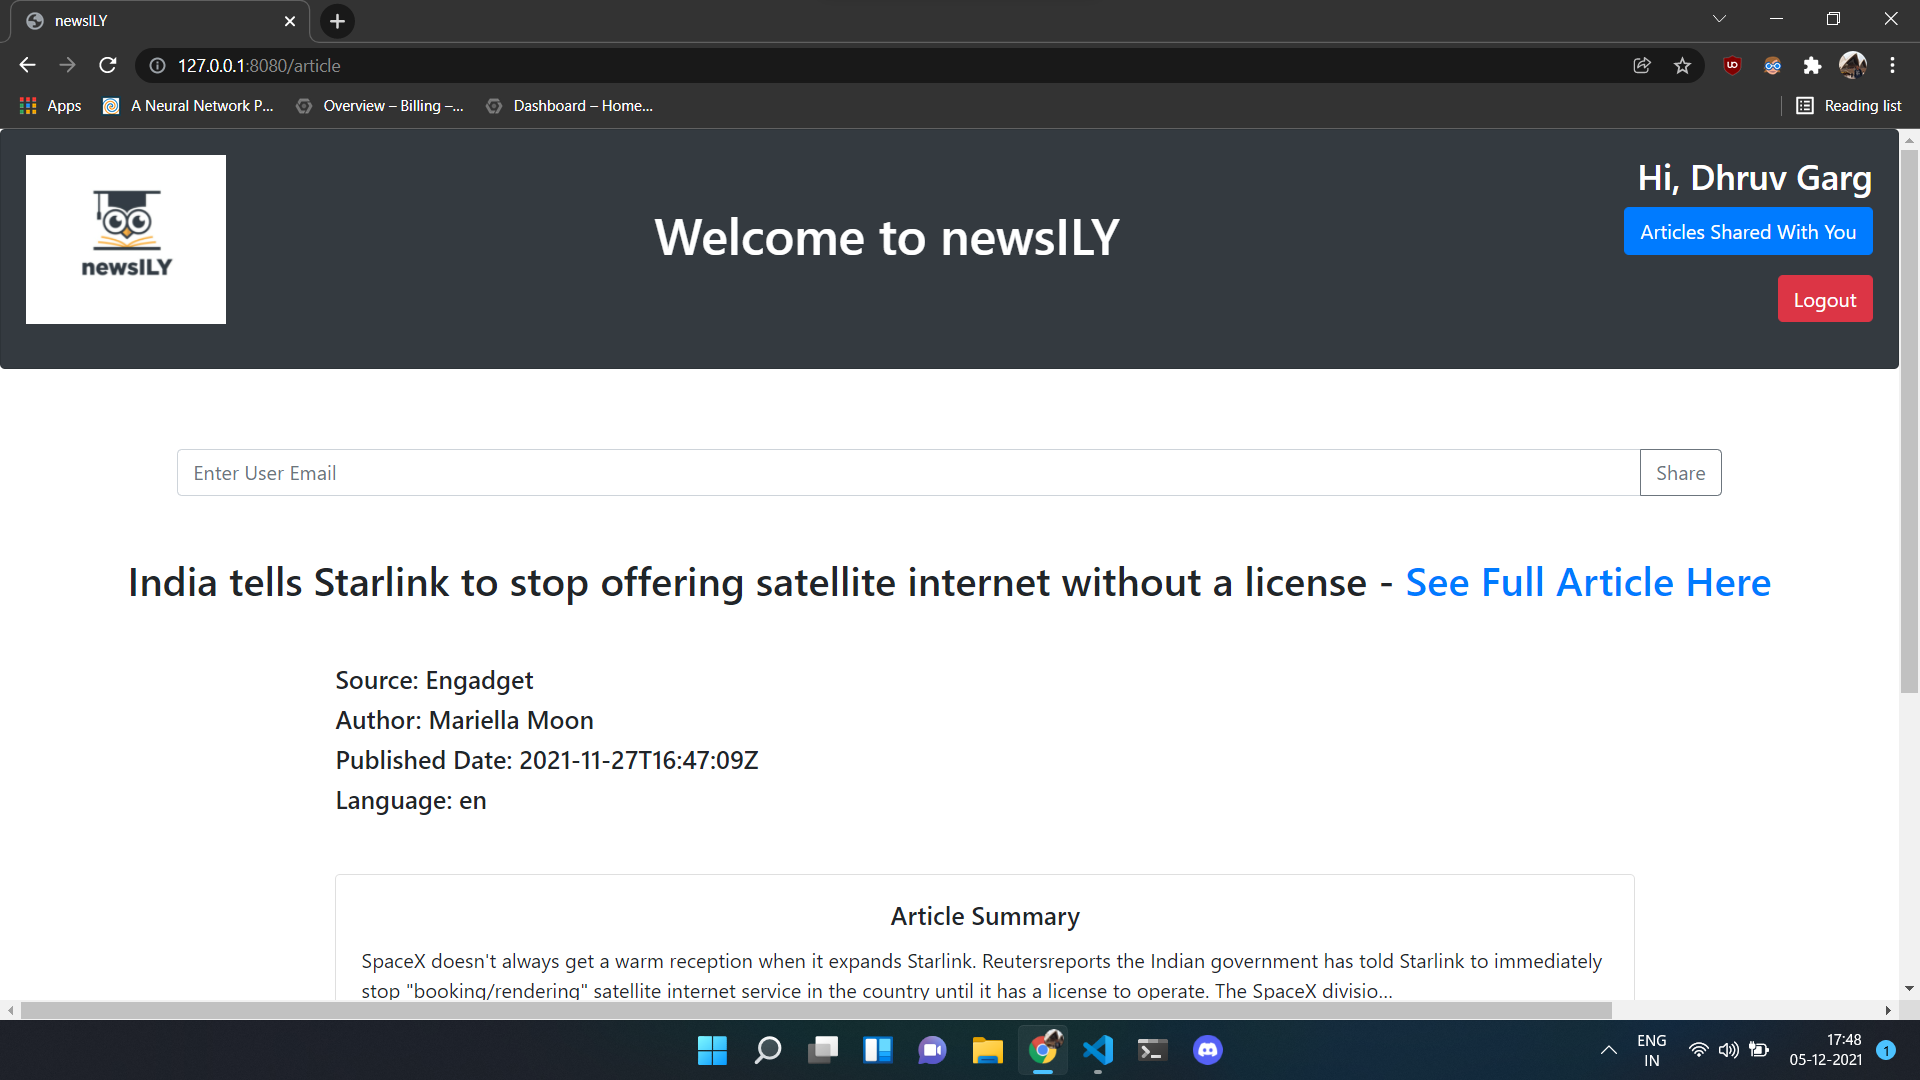 newsILY
127.0.0.1:8080/article
Apps
A Neural Network P...
Overview – Billing –...
Dashboard – Home...
Reading list
newsILY
Welcome to newsILY
Hi, Dhruv Garg
Articles Shared With You
Logout
Enter User Email
Share
India tells Starlink to stop offering satellite internet without a license - See Full Article Here
Source: Engadget
Author: Mariella Moon
Published Date: 2021-11-27T16:47:09Z
Language: en
Article Summary
SpaceX doesn't always get a warm reception when it expands Starlink. Reutersreports the Indian government has told Starlink to immediately
stop "booking/rendering" satellite internet service in the country until it has a license to operate. The SpaceX divisio...
ENG
IN
17:48
05-12-2021
1